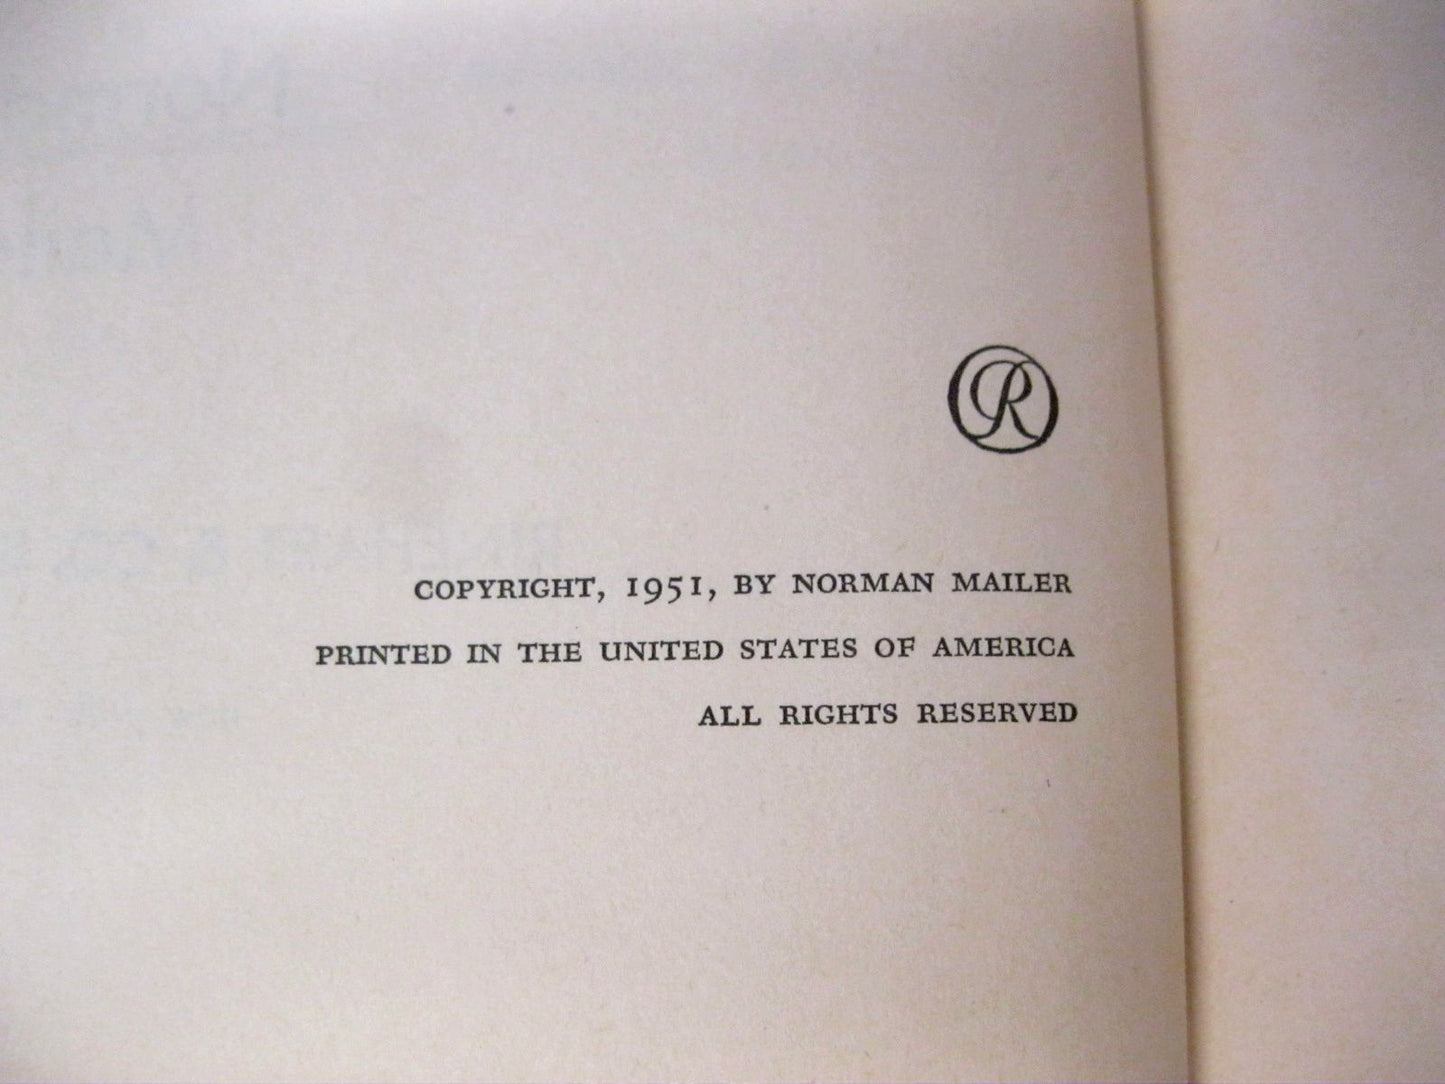 R
COPYRIGHT, 1951, BY NORMAN MAILER
PRINTED IN THE UNITED STATES OF AMERICA
ALL RIGHTS RESERVED